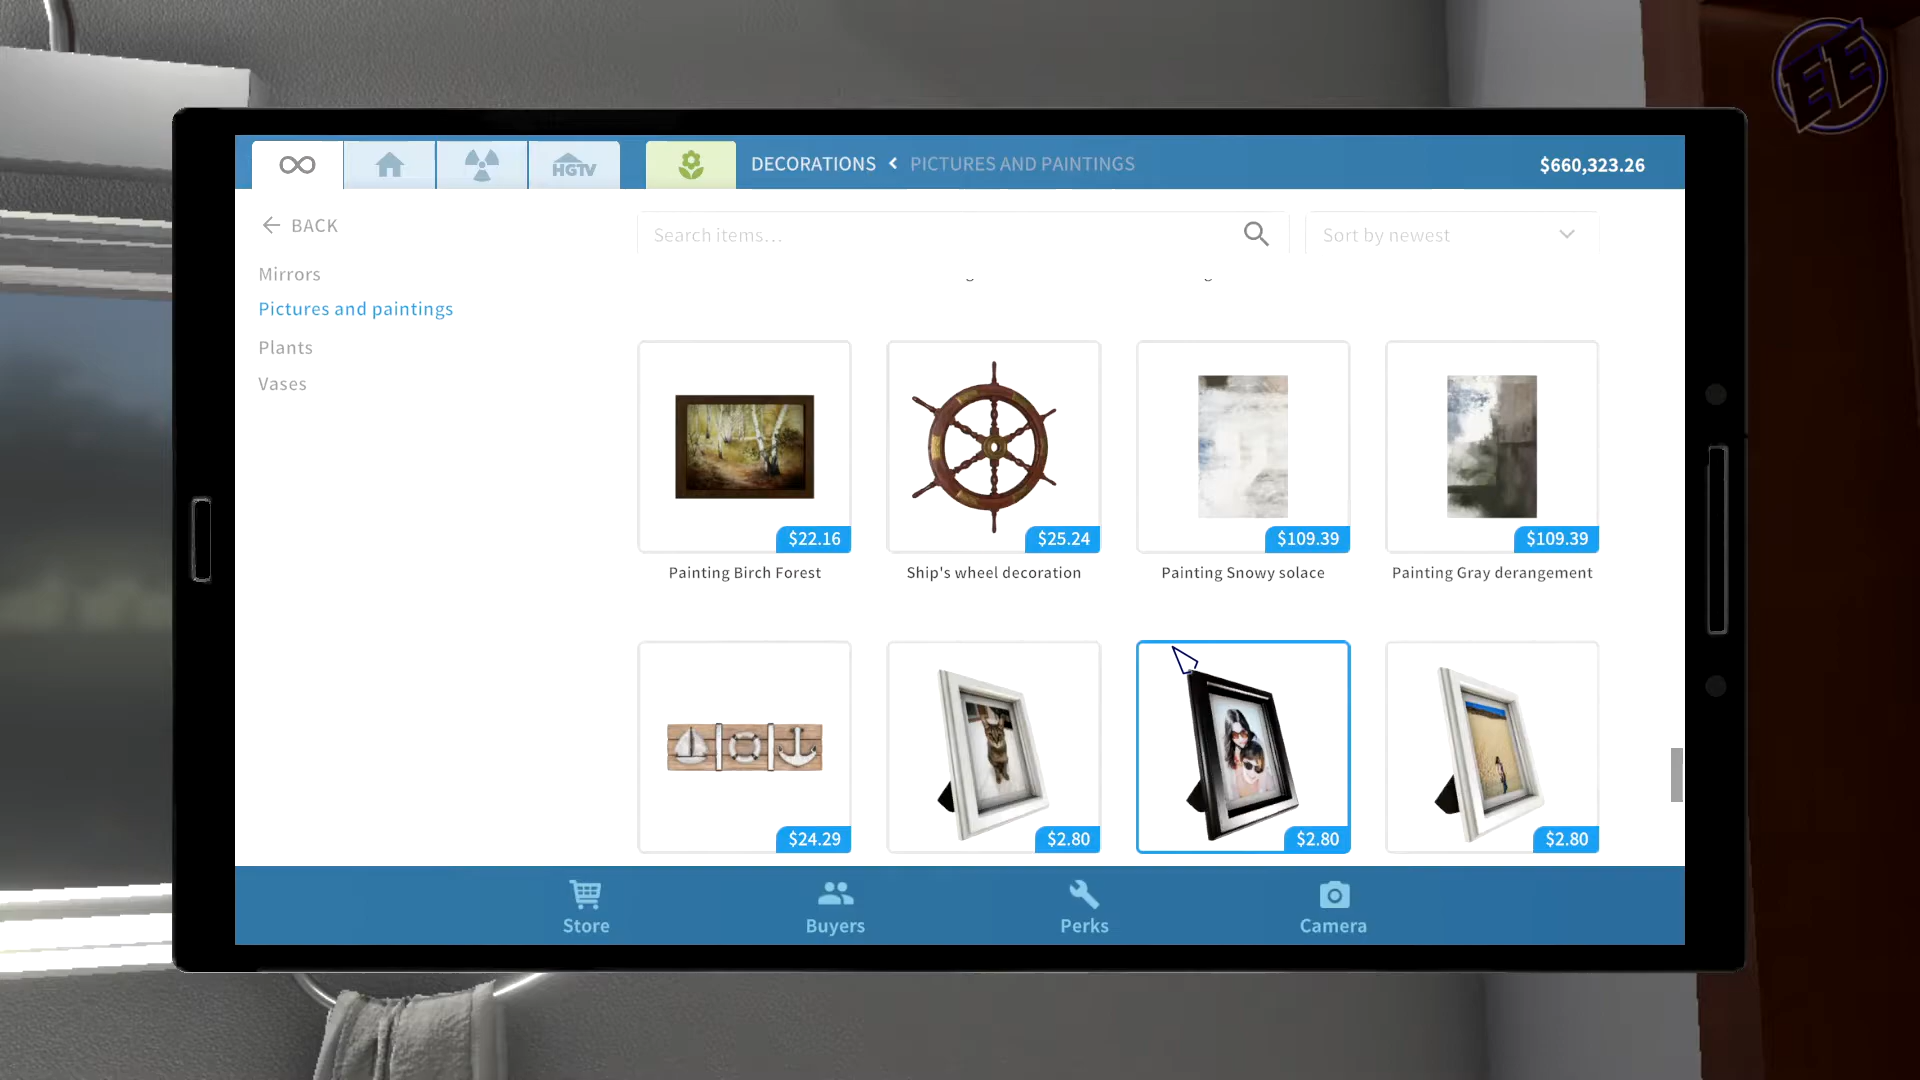 EE
HGTV
DECORATIONS < PICTURES AND PAINTINGS
$660,323.26
BACK
Search items...
Sort by newest
Mirrors
Pictures and paintings
Plants
Vases
$22.16
$25.24
$109.39
$109.39
Painting Birch Forest
Ship's wheel decoration
Painting Snowy solace
Painting Gray derangement
$24.29
$2.80
$2.80
$2.80
Store
Buyers
Perks
Camera